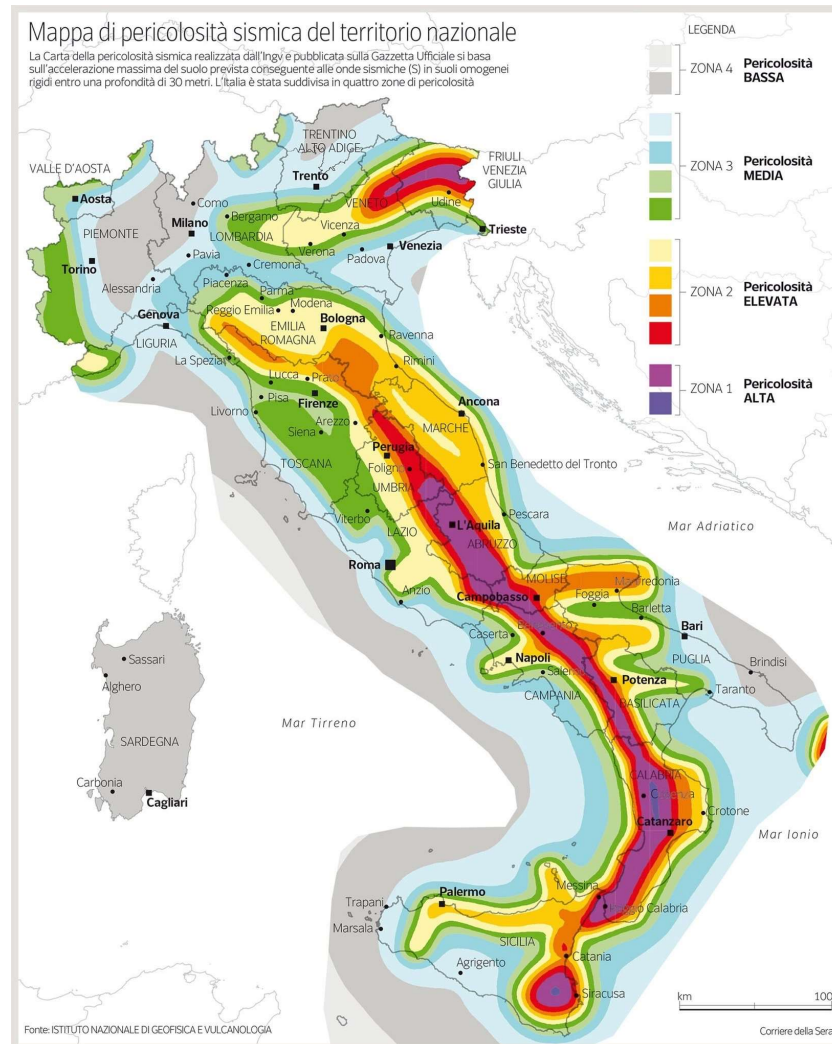 Mappa di pericolosità sismica del territorio nazionale
La Carta della pericolosità sismica realizzata dall'Ingv e pubblicata sulla Gazzetta Ufficiale si basa
sull'accelerazione massima del suolo prevista conseguente alle onde sismiche (S) in suoli omogenei
rigidi entro una profondità di 30 metri. L'Italia è stata suddivisa in quattro zone di pericolosità
LEGENDA
ZONA 4
Pericolosità
BASSA
ZONA 3
Pericolosità
MEDIA
ZONA 2
Pericolosità
ELEVATA
ZONA 1
Pericolosità
ALTA
TRENTINO
ALTO ADIGE
FRIULI
VENEZIA
GIULIA
VALLE D'AOSTA
Trento
Aosta
Como
VENETO
Udine
Bergamo
Milano
Vicenza
Trieste
PIEMONTE
LOMBARDIA
Verona
Venezia
Padova
Pavia
Torino
Cremona
Alessandria
Piacenza
Parma
Modena
Reggio Emilia
Genova
Bologna
EMILIA
ROMAGNA
Ravenna
LIGURIA
La Spezia
Rimini
Lucca
Prato
Pisa
Firenze
Ancona
Livorno
Arezzo
MARCHE
Siena
Perugia
TOSCANA
Foligno
San Benedetto del Tronto
UMBRIA
Viterbo
Pescara
L'Aquila
LAZIO
ABRUZZO
Mar Adriatico
Roma
MOLISE
Manfredonia
Anzio
Campobasso
Foggia
Barletta
Bari
Caserta
Benevento
Napoli
PUGLIA
Brindisi
Salerno
Potenza
Taranto
CAMPANIA
BASILICATA
Sassari
Alghero
Mar Tirreno
SARDEGNA
Carbonia
Cagliari
CALABRIA
Cosenza
Crotone
Catanzaro
Mar Ionio
Messina
Palermo
Trapani
Reggio Calabria
Marsala
SICILIA
Catania
Agrigento
Siracusa
km
100
Fonte: ISTITUTO NAZIONALE DI GEOFISICA E VULCANOLOGIA
Corriere della Sera